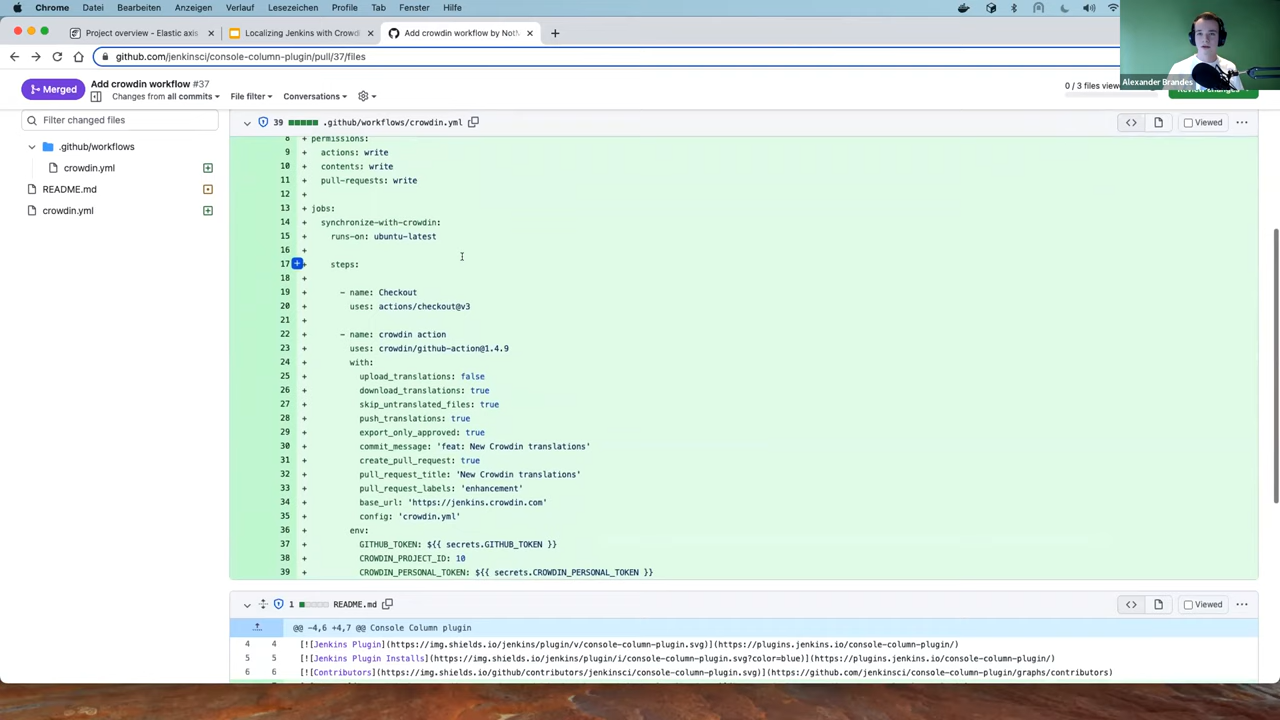 Chrome Datei Bearbeiten Anzeigen Verlauf Lesezeichen Profile Tab Fenster Hilfe
Project overview - Elastic axis
Localizing Jenkins with Crowdi
Add crowdin workflow by NotM
github.com/jenkinsci/console-column-plugin/pull/37/files
Alexander Brandes
Merged
Add crowdin workflow #37
Changes from all commits
File filter
Conversations
0 / 3 files viewed
Review changes
Filter changed files
.github/workflows
crowdin.yml
README.md
crowdin.yml
39 .github/workflows/crowdin.yml
Viewed
8 + permissions:
9 + actions: write
10 + contents: write
11 + pull-requests: write
12 +
13 + jobs:
14 + synchronize-with-crowdin:
15 + runs-on: ubuntu-latest
16 +
17 + steps:
18 +
19 + - name: Checkout
20 + uses: actions/checkout@v3
21 +
22 + - name: crowdin action
23 + uses: crowdin/github-action@1.4.9
24 + with:
25 + upload_translations: false
26 + download_translations: true
27 + skip_untranslated_files: true
28 + push_translations: true
29 + export_only_approved: true
30 + commit_message: 'feat: New Crowdin translations'
31 + create_pull_request: true
32 + pull_request_title: 'New Crowdin translations'
33 + pull_request_labels: 'enhancement'
34 + base_url: 'https://jenkins.crowdin.com'
35 + config: 'crowdin.yml'
36 + env:
37 + GITHUB_TOKEN: ${{ secrets.GITHUB_TOKEN }}
38 + CROWDIN_PROJECT_ID: 10
39 + CROWDIN_PERSONAL_TOKEN: ${{ secrets.CROWDIN_PERSONAL_TOKEN }}
1 README.md
Viewed
@@ -4,6 +4,7 @@ Console Column plugin
4 4 [![Jenkins Plugin](https://img.shields.io/jenkins/plugin/v/console-column-plugin.svg)](https://plugins.jenkins.io/console-column-plugin/)
5 5 [![Jenkins Plugin Installs](https://img.shields.io/jenkins/plugin/i/console-column-plugin.svg?color=blue)](https://plugins.jenkins.io/console-column-plugin/)
6 6 [![Contributors](https://img.shields.io/github/contributors/jenkinsci/console-column-plugin.svg)](https://github.com/jenkinsci/console-column-plugin/graphs/contributors)